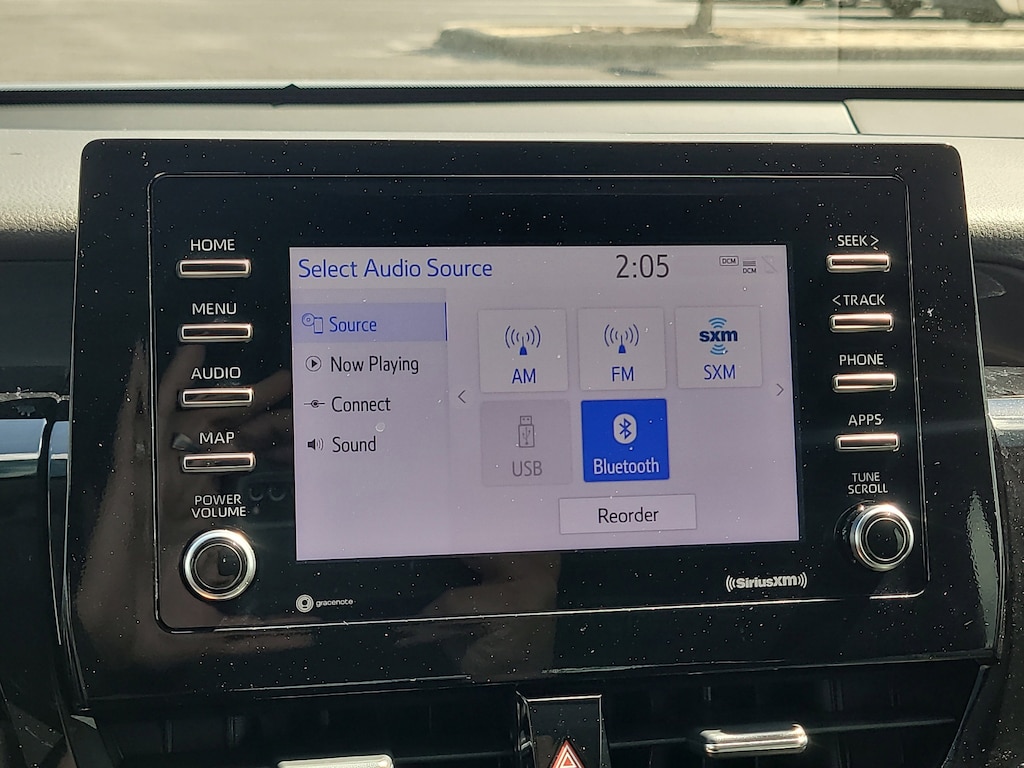 HOME
MENU
AUDIO
MAP
POWER
VOLUME
Select Audio Source
2:05
DCM
DCM
Source
Now Playing
Connect
Sound
AM
FM
sxm
SXM
USB
Bluetooth
Reorder
SEEK >
< TRACK
PHONE
APPS
TUNE
SCROLL
gracenote
((SiriusXM))